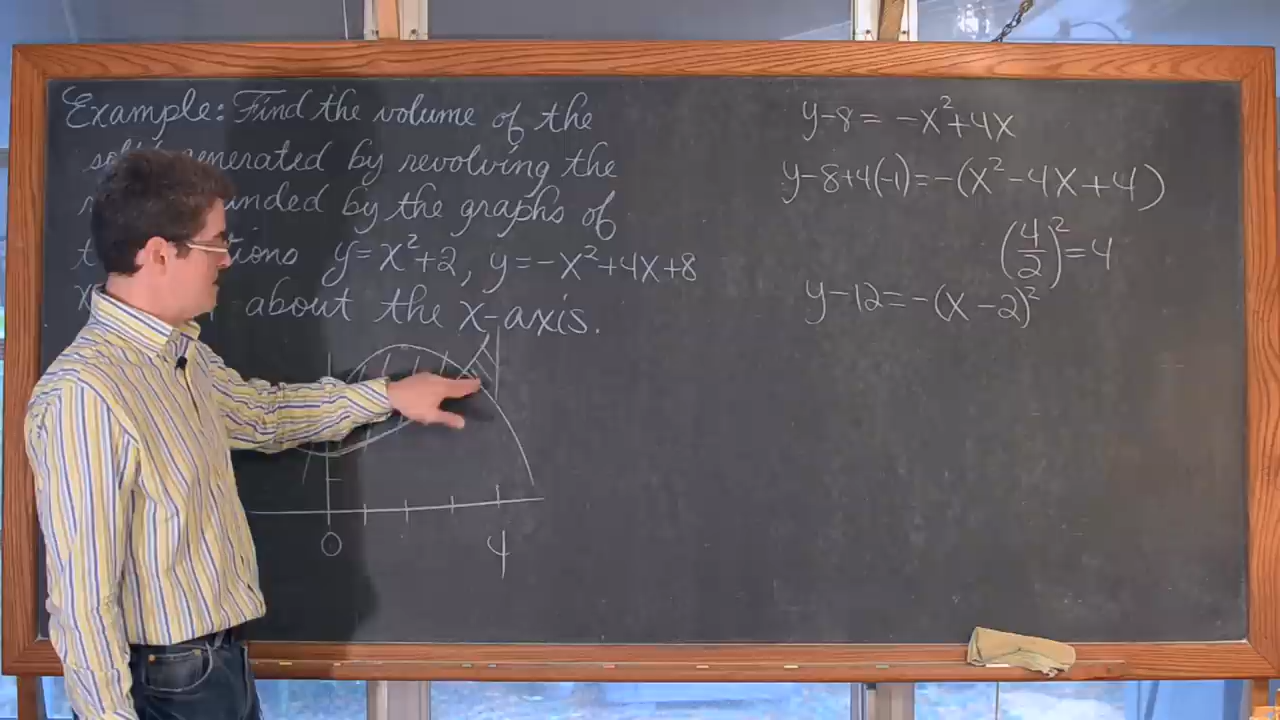 Example: Find the volume of the
generated by revolving the
by the graphs of
y=x²+2, y=-x²+4x+8
about the x-axis.
0 4
y-8= -x²+4x
y-8+4(-1)=-(x²-4x+4)
(4/2)²=4
y-12=-(x-2)²